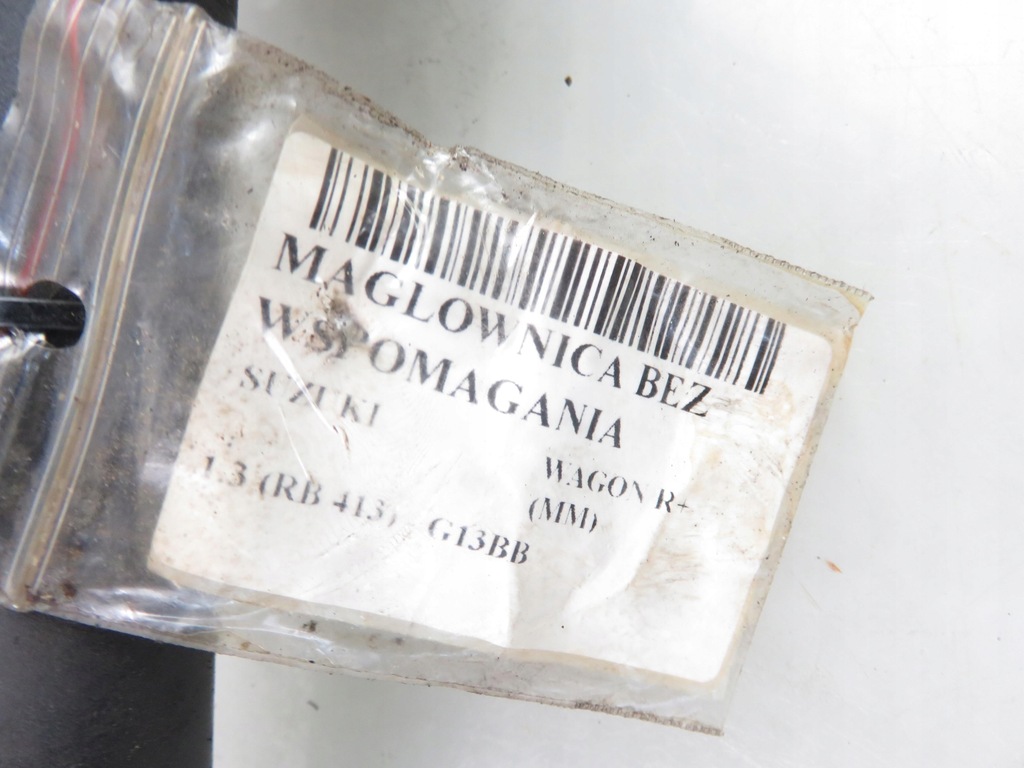 MAGLOWNICA BEZ
WSPOMAGANIA
SUZUKI
WAGON R+
(MM)
1.3 (RB 413) G13BB